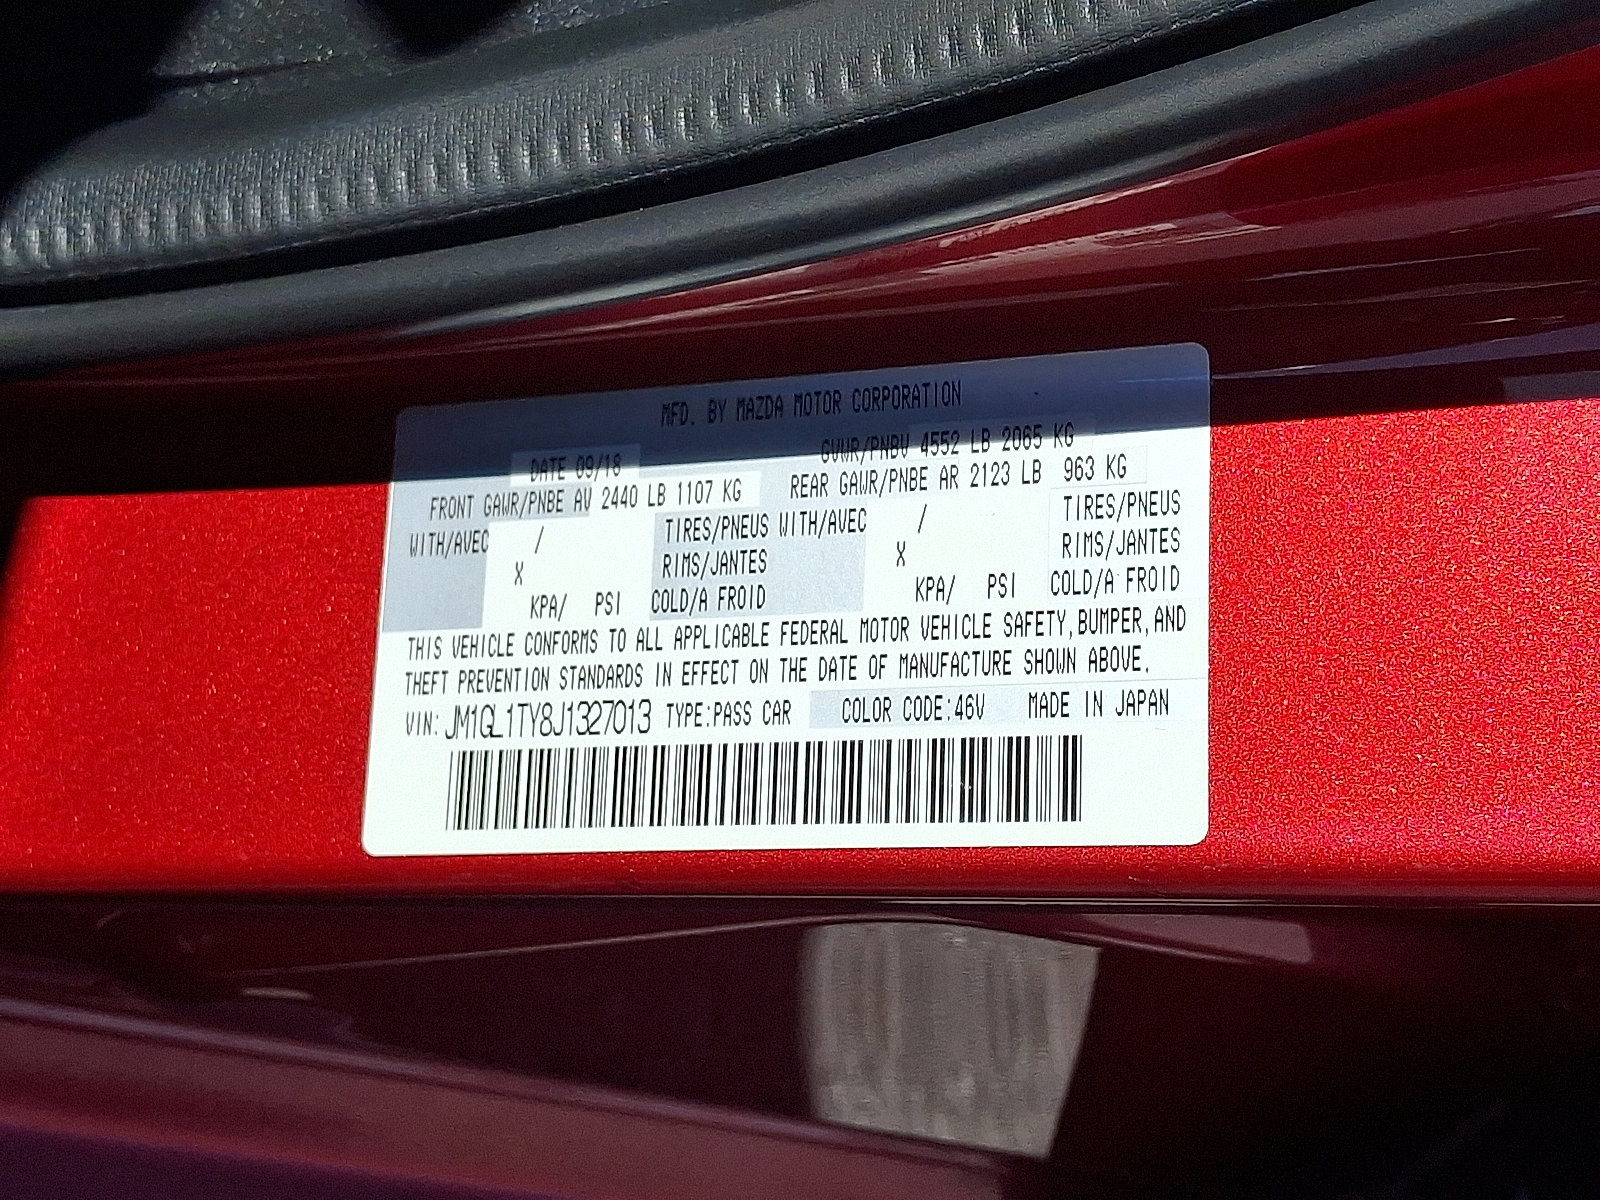 MFD. BY MAZDA MOTOR CORPORATION
DATE 09/18 GVWR/PNBV 4552 LB 2065 KG
FRONT GAWR/PNBE AV 2440 LB 1107 KG REAR GAWR/PNBE AR 2123 LB 963 KG
WITH/AVEC / TIRES/PNEUS WITH/AVEC / TIRES/PNEUS
X RIMS/JANTES X RIMS/JANTES
KPA/ PSI COLD/A FROID KPA/ PSI COLD/A FROID
THIS VEHICLE CONFORMS TO ALL APPLICABLE FEDERAL MOTOR VEHICLE SAFETY, BUMPER, AND
THEFT PREVENTION STANDARDS IN EFFECT ON THE DATE OF MANUFACTURE SHOWN ABOVE.
VIN: JM1GL1TY8J1327013 TYPE:PASS CAR COLOR CODE:46V MADE IN JAPAN